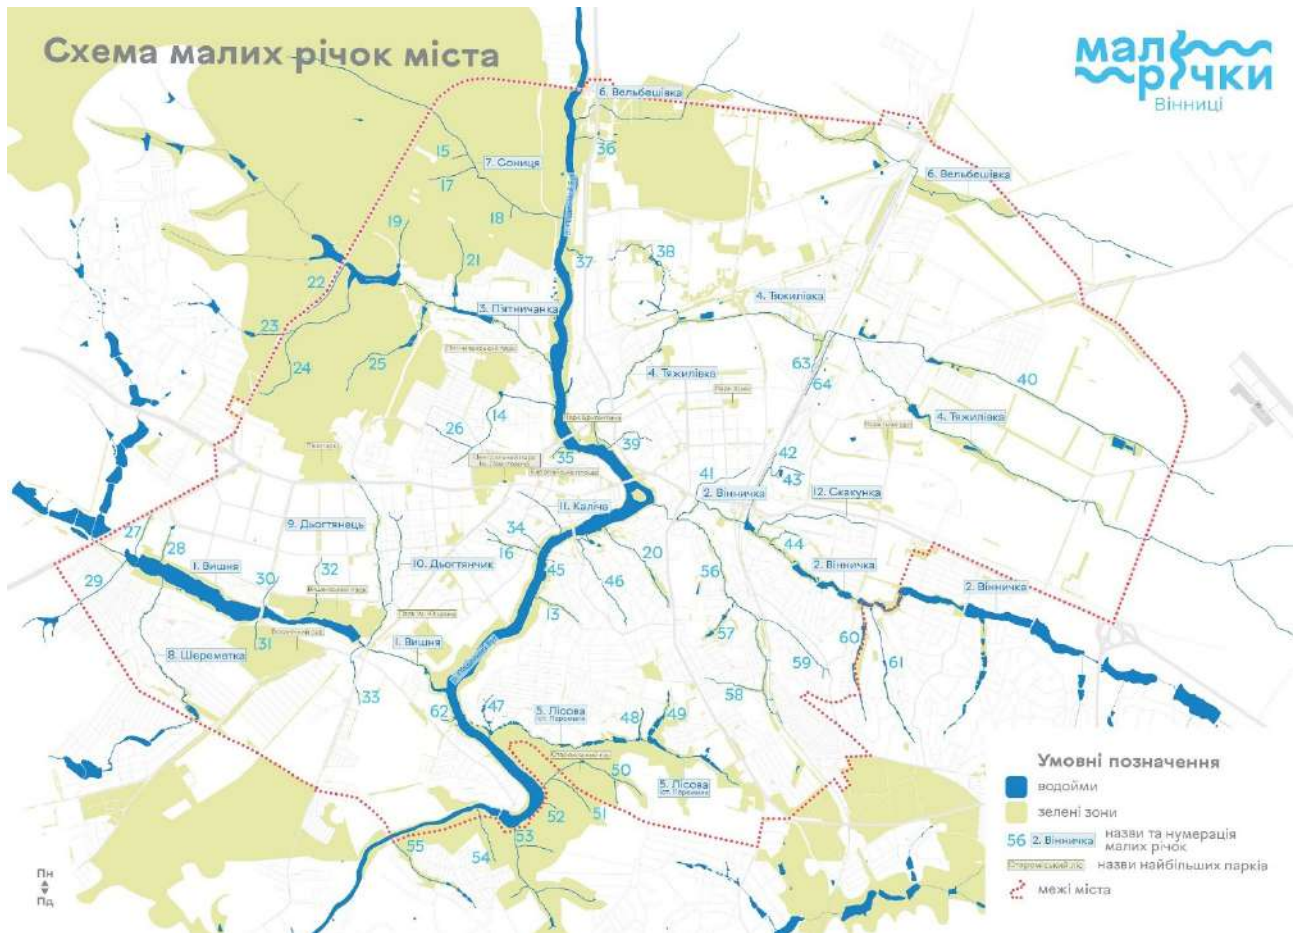 Схема малих річок міста
МАЛІ
РІЧКИ
Вінниці
6. Вельбешівка
36
15
7. Сониця
17
6. Вельбешівка
18
19
21
37
38
22
3. П'ятничанка
4. Тяжилівка
23
24
25
4. Тяжилівка
63
64
40
14
26
4. Тяжилівка
39
35
42
41
43
2. Вінничка
12. Скакунка
11. Каліча
9. Дьогтянець
34
16
20
27
28
1. Вишня
30
32
10. Дьогтянчик
45
46
44
56
2. Вінничка
2. Вінничка
29
31
13
57
60
61
1. Вишня
8. Шереметка
59
33
58
62
47
5. Лісова
48
49
50
5. Лісова
51
52
53
54
55
Умовні позначення
водойми
зелені зони
56 2. Вінничка назви та нумерація
малих річок
Староміський ліс назви найбільших парків
межі міста
Пн
Пд